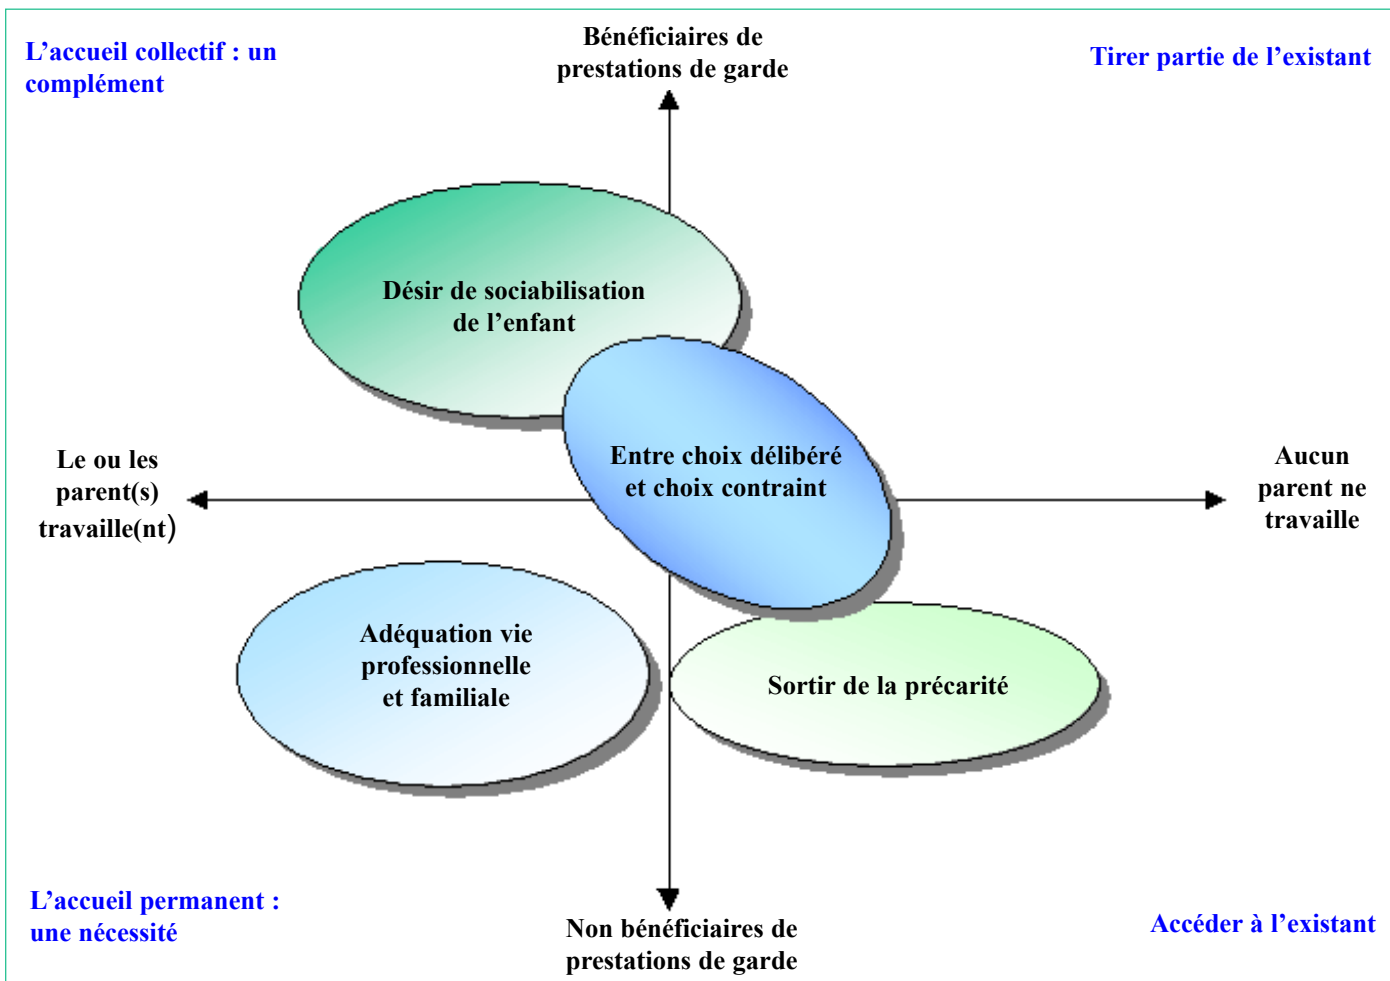 L’accueil collectif : un
complément
Bénéficiaires de
prestations de garde
Tirer partie de l’existant
Désir de sociabilisation
de l’enfant
Entre choix délibéré
et choix contraint
Le ou les
parent(s)
travaille(nt)
Aucun
parent ne
travaille
Adéquation vie
professionnelle
et familiale
Sortir de la précarité
L’accueil permanent :
une nécessité
Non bénéficiaires de
prestations de garde
Accéder à l’existant